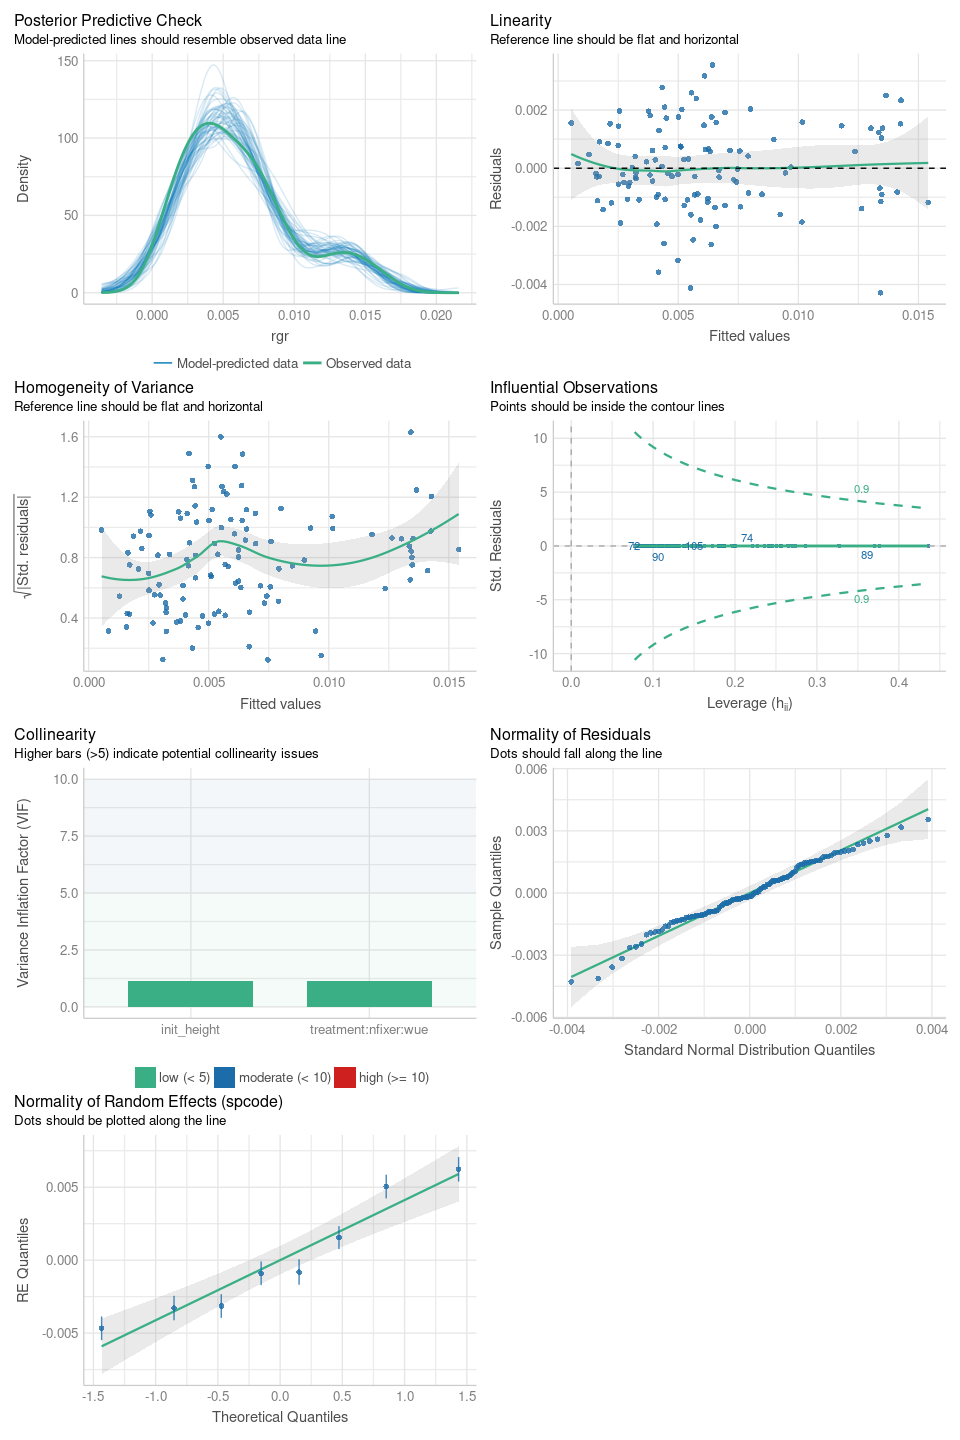 Posterior Predictive Check
Model-predicted lines should resemble observed data line
150
100
50
0
Density
0.000 0.005 0.010 0.015 0.020
rgr
Model-predicted data Observed data
Linearity
Reference line should be flat and horizontal
0.002
0.000
-0.002
-0.004
Residuals
0.000 0.005 0.010 0.015
Fitted values
Homogeneity of Variance
Reference line should be flat and horizontal
1.6
1.2
0.8
0.4
√|Std. residuals|
0.000 0.005 0.010 0.015
Fitted values
Influential Observations
Points should be inside the contour lines
10
5
0
-5
-10
Std. Residuals
0.9
74
72
105
90
89
0.9
0.0 0.1 0.2 0.3 0.4
Leverage (hii)
Collinearity
Higher bars (>5) indicate potential collinearity issues
10.0
7.5
5.0
2.5
0.0
Variance Inflation Factor (VIF)
init_height treatment:nfixer:wue
low (< 5) moderate (< 10) high (>= 10)
Normality of Residuals
Dots should fall along the line
0.006
0.003
0.000
-0.003
-0.006
Sample Quantiles
-0.004 -0.002 0.000 0.002 0.004
Standard Normal Distribution Quantiles
Normality of Random Effects (spcode)
Dots should be plotted along the line
0.005
0.000
-0.005
RE Quantiles
-1.5 -1.0 -0.5 0.0 0.5 1.0 1.5
Theoretical Quantiles